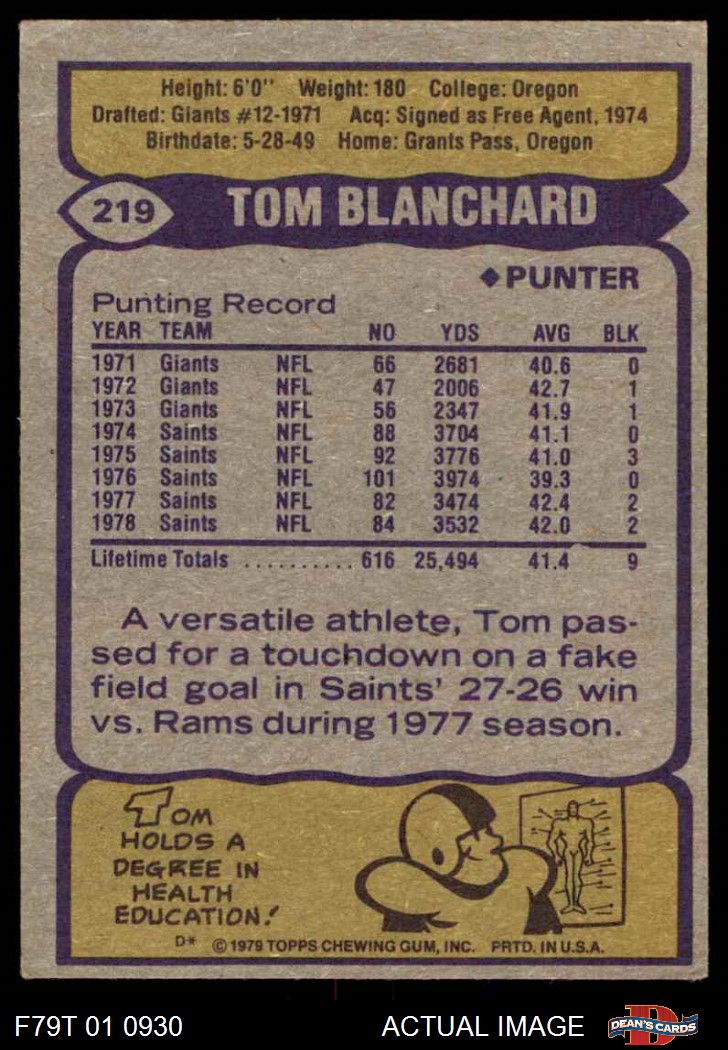 Height: 6'0" Weight: 180 College: Oregon
Drafted: Giants #12-1971 Acq: Signed as Free Agent, 1974
Birthdate: 5-28-49 Home: Grants Pass, Oregon
219 TOM BLANCHARD
◆PUNTER
Punting Record
YEAR TEAM NO YDS AVG BLK
1971 Giants NFL 66 2681 40.6 0
1972 Giants NFL 47 2006 42.7 1
1973 Giants NFL 56 2347 41.9 1
1974 Saints NFL 88 3704 41.1 0
1975 Saints NFL 92 3776 41.0 3
1976 Saints NFL 101 3974 39.3 0
1977 Saints NFL 82 3474 42.4 2
1978 Saints NFL 84 3532 42.0 2
Lifetime Totals .......... 616 25,494 41.4 9
A versatile athlete, Tom pas-
sed for a touchdown on a fake
field goal in Saints' 27-26 win
vs. Rams during 1977 season.
TOM
HOLDS A
DEGREE IN
HEALTH
EDUCATION!
D* © 1979 TOPPS CHEWING GUM, INC. PRTD. IN U.S.A.
F79T 01 0930 ACTUAL IMAGE D DEAN'S CARDS